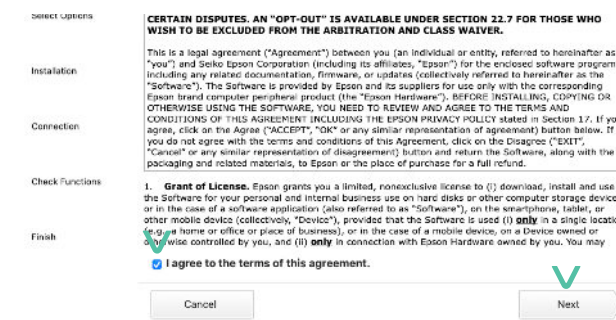 Select Options
CERTAIN DISPUTES. AN "OPT-OUT" IS AVAILABLE UNDER SECTION 22.7 FOR THOSE WHO
WISH TO BE EXCLUDED FROM THE ARBITRATION AND CLASS WAIVER.
This is a legal agreement ("Agreement") between you (an individual or entity, referred to hereinafter as
"you") and Seiko Epson Corporation (including its affiliates, "Epson") for the enclosed software program
including any related documentation, firmware, or updates (collectively referred to hereinafter as the
"Software"). The Software is provided by Epson and its suppliers for use only with the corresponding
Epson brand computer peripheral product (the "Epson Hardware"). BEFORE INSTALLING, COPYING OR
OTHERWISE USING THE SOFTWARE, YOU NEED TO REVIEW AND AGREE TO THE TERMS AND
CONDITIONS OF THIS AGREEMENT INCLUDING THE EPSON PRIVACY POLICY stated in Section 17. If you
agree, click on the Agree ("ACCEPT", "OK" or any similar representation of agreement) button below. If
you do not agree with the terms and conditions of this Agreement, click on the Disagree ("EXIT",
"Cancel" or any similar representation of disagreement) button and return the Software, along with the
packaging and related materials, to Epson or the place of purchase for a full refund.
Installation
Connection
Check Functions
1. Grant of License. Epson grants you a limited, nonexclusive license to (i) download, install and use
the Software for your personal and internal business use on hard disks or other computer storage device
or in the case of a software application (also referred to as "Software"), on the smartphone, tablet, or
other mobile device (collectively, "Device"), provided that the Software is used (i) only in a single locati
(e.g., a home or office or place of business), or in the case of a mobile device, on a Device owned or
otherwise controlled by you, and (ii) only in connection with Epson Hardware owned by you. You may
Finish
I agree to the terms of this agreement.
Cancel
Next